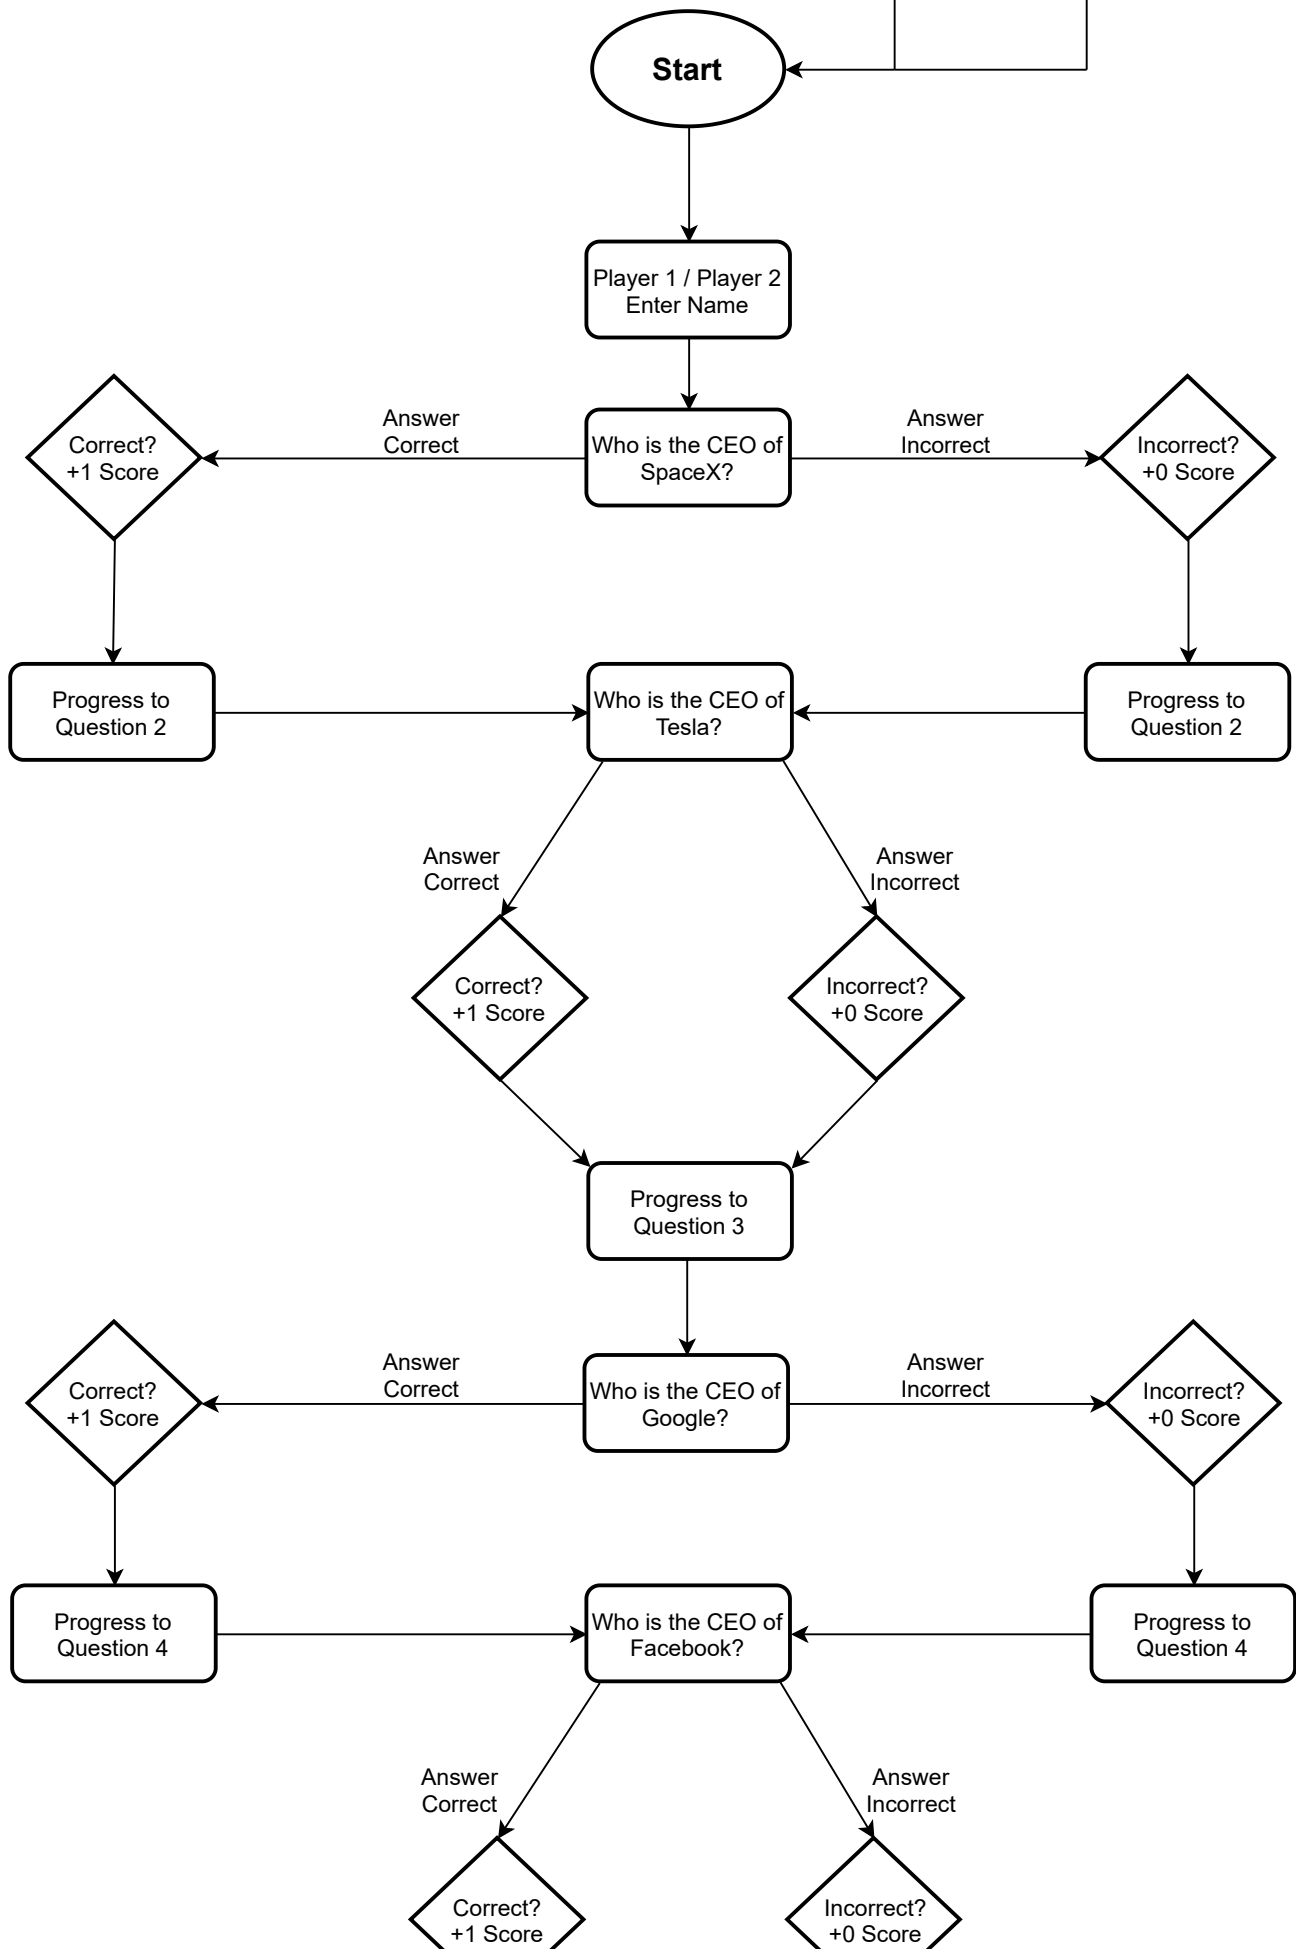 Start
Player 1 / Player 2
Enter Name
Answer
Correct
Answer
Incorrect
Correct?
+1 Score
Who is the CEO of
SpaceX?
Incorrect?
+0 Score
Progress to
Question 2
Who is the CEO of
Tesla?
Progress to
Question 2
Answer
Correct
Answer
Incorrect
Correct?
+1 Score
Incorrect?
+0 Score
Progress to
Question 3
Answer
Correct
Answer
Incorrect
Correct?
+1 Score
Who is the CEO of
Google?
Incorrect?
+0 Score
Progress to
Question 4
Who is the CEO of
Facebook?
Progress to
Question 4
Answer
Correct
Answer
Incorrect
Correct?
+1 Score
Incorrect?
+0 Score